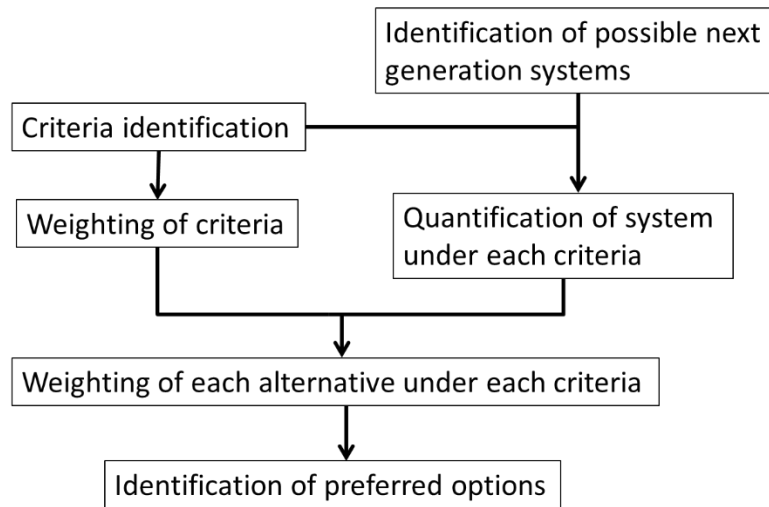 Identification of possible next
generation systems
Criteria identification
Weighting of criteria
Quantification of system
under each criteria
Weighting of each alternative under each criteria
Identification of preferred options